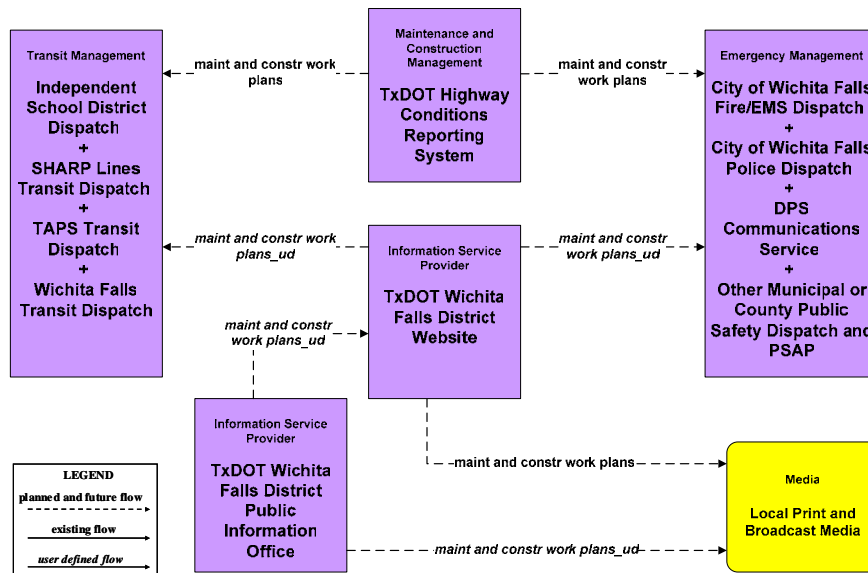 Transit Management
Independent
School District
Dispatch
+
SHARP Lines
Transit Dispatch
+
TAPS Transit
Dispatch
+
Wichita Falls
Transit Dispatch
maint and constr work
plans
Maintenance and
Construction
Management
TxDOT Highway
Conditions
Reporting
System
maint and constr
work plans
Emergency Management
City of Wichita Falls
Fire/EMS Dispatch
+
City of Wichita Falls
Police Dispatch
+
DPS
Communications
Service
+
Other Municipal or
County Public
Safety Dispatch and
PSAP
maint and constr work
plans_ud
Information Service
Provider
TxDOT Wichita
Falls District
Website
maint and constr
work plans_ud
maint and constr
work plans_ud
Information Service
Provider
TxDOT Wichita
Falls District
Public
Information
Office
maint and constr work plans
maint and constr work plans_ud
Media
Local Print and
Broadcast Media
LEGEND
planned and future flow
existing flow
user defined flow